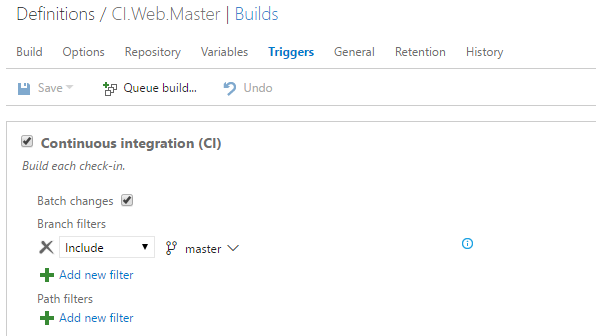 Definitions / CI.Web.Master | Builds
Build Options Repository Variables Triggers General Retention History
Save Queue build... Undo
Continuous integration (CI)
Build each check-in.
Batch changes
Branch filters
Include master
Add new filter
Path filters
Add new filter